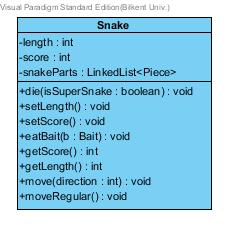 Visual Paradigm Standard Edition(Bilkent Univ.)
Snake
-length : int
-score : int
-snakeParts : LinkedList<Piece>
+die(isSuperSnake : boolean) : void
+setLength() : void
+setScore() : void
+eatBait(b : Bait) : void
+getScore() : int
+getLength() : int
+move(direction : int) : void
+moveRegular() : void